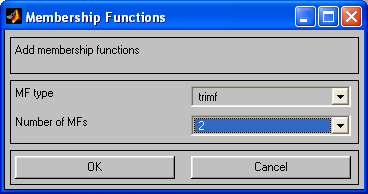 Membership Functions
Add membership functions
MF type
trimf
Number of MFs
2
OK
Cancel